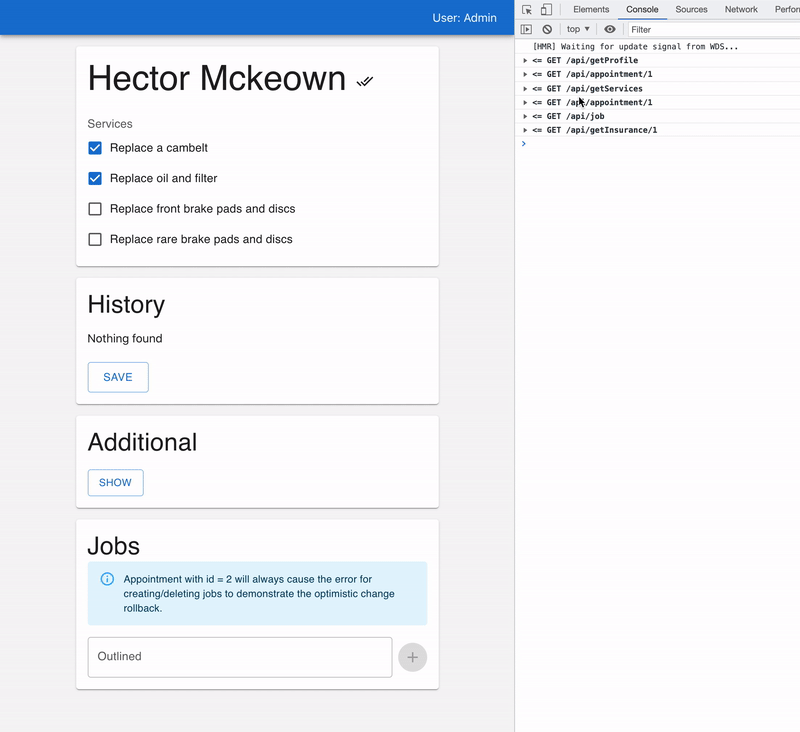 User: Admin
Hector Mckeown
Services
Replace a cambelt
Replace oil and filter
Replace front brake pads and discs
Replace rare brake pads and discs
History
Nothing found
SAVE
Additional
SHOW
Jobs
Appointment with id = 2 will always cause the error for
creating/deleting jobs to demonstrate the optimistic change
rollback.
Outlined
Elements Console Sources Network Perfor
top Filter
[HMR] Waiting for update signal from WDS...
<= GET /api/getProfile
<= GET /api/appointment/1
<= GET /api/getServices
<= GET /api/appointment/1
<= GET /api/job
<= GET /api/getInsurance/1